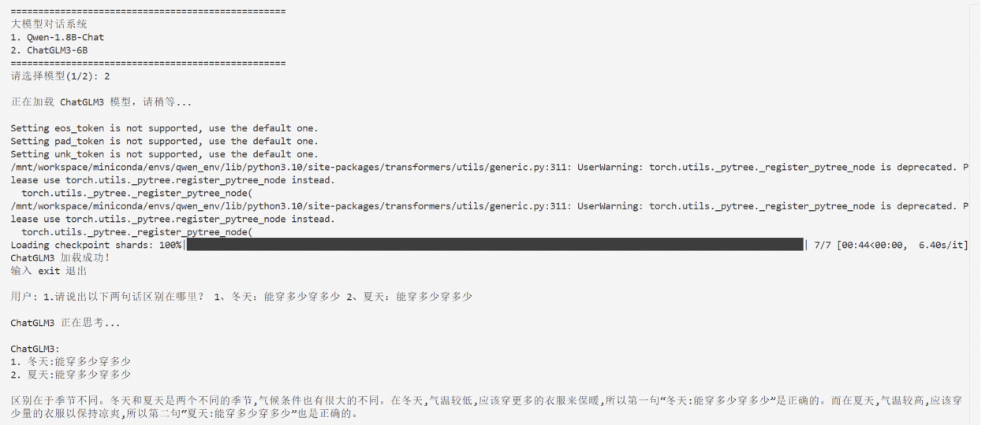 ==================================================
大模型对话系统
1. Qwen-1.8B-Chat
2. ChatGLM3-6B
==================================================
请选择模型(1/2): 2
正在加载 ChatGLM3 模型，请稍等...
Setting eos_token is not supported, use the default one.
Setting pad_token is not supported, use the default one.
Setting unk_token is not supported, use the default one.
/mnt/workspace/miniconda/envs/qwen_env/lib/python3.10/site-packages/transformers/utils/generic.py:311: UserWarning: torch.utils._pytree._register_pytree_node is deprecated. P
lease use torch.utils._pytree.register_pytree_node instead.
  torch.utils._pytree._register_pytree_node(
/mnt/workspace/miniconda/envs/qwen_env/lib/python3.10/site-packages/transformers/utils/generic.py:311: UserWarning: torch.utils._pytree._register_pytree_node is deprecated. P
lease use torch.utils._pytree.register_pytree_node instead.
  torch.utils._pytree._register_pytree_node(
Loading checkpoint shards: 100%|██████████| 7/7 [00:44<00:00,  6.40s/it]
ChatGLM3 加载成功！
输入 exit 退出
用户: 1.请说出以下两句话区别在哪里？ 1、冬天：能穿多少穿多少 2、夏天：能穿多少穿多少
ChatGLM3 正在思考...
ChatGLM3:
1. 冬天:能穿多少穿多少
2. 夏天:能穿多少穿多少
区别在于季节不同。冬天和夏天是两个不同的季节,气候条件也有很大的不同。在冬天,气温较低,应该穿更多的衣服来保暖,所以第一句“冬天:能穿多少穿多少”是正确的。而在夏天,气温较高,应该穿
少量的衣服以保持凉爽,所以第二句“夏天:能穿多少穿多少”也是正确的。